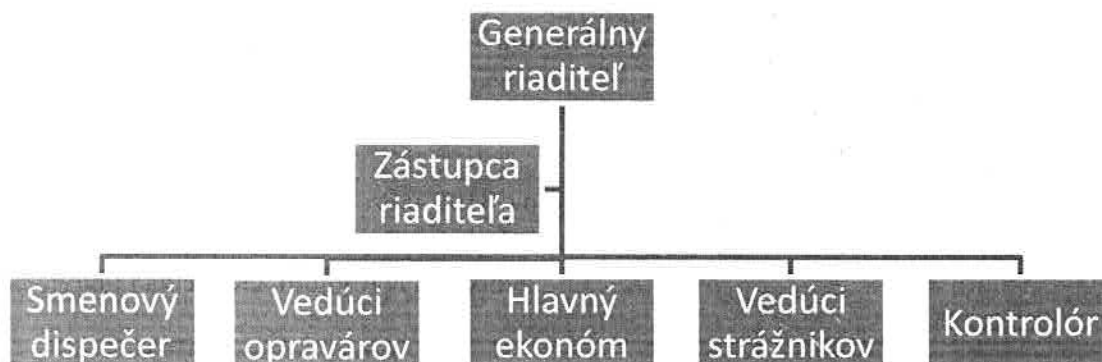 Generálny
riaditeľ
Zástupca
riaditeľa
Smenový
dispečer
Vedúci
opravárov
Hlavný
ekonóm
Vedúci
strážnikov
Kontrolór